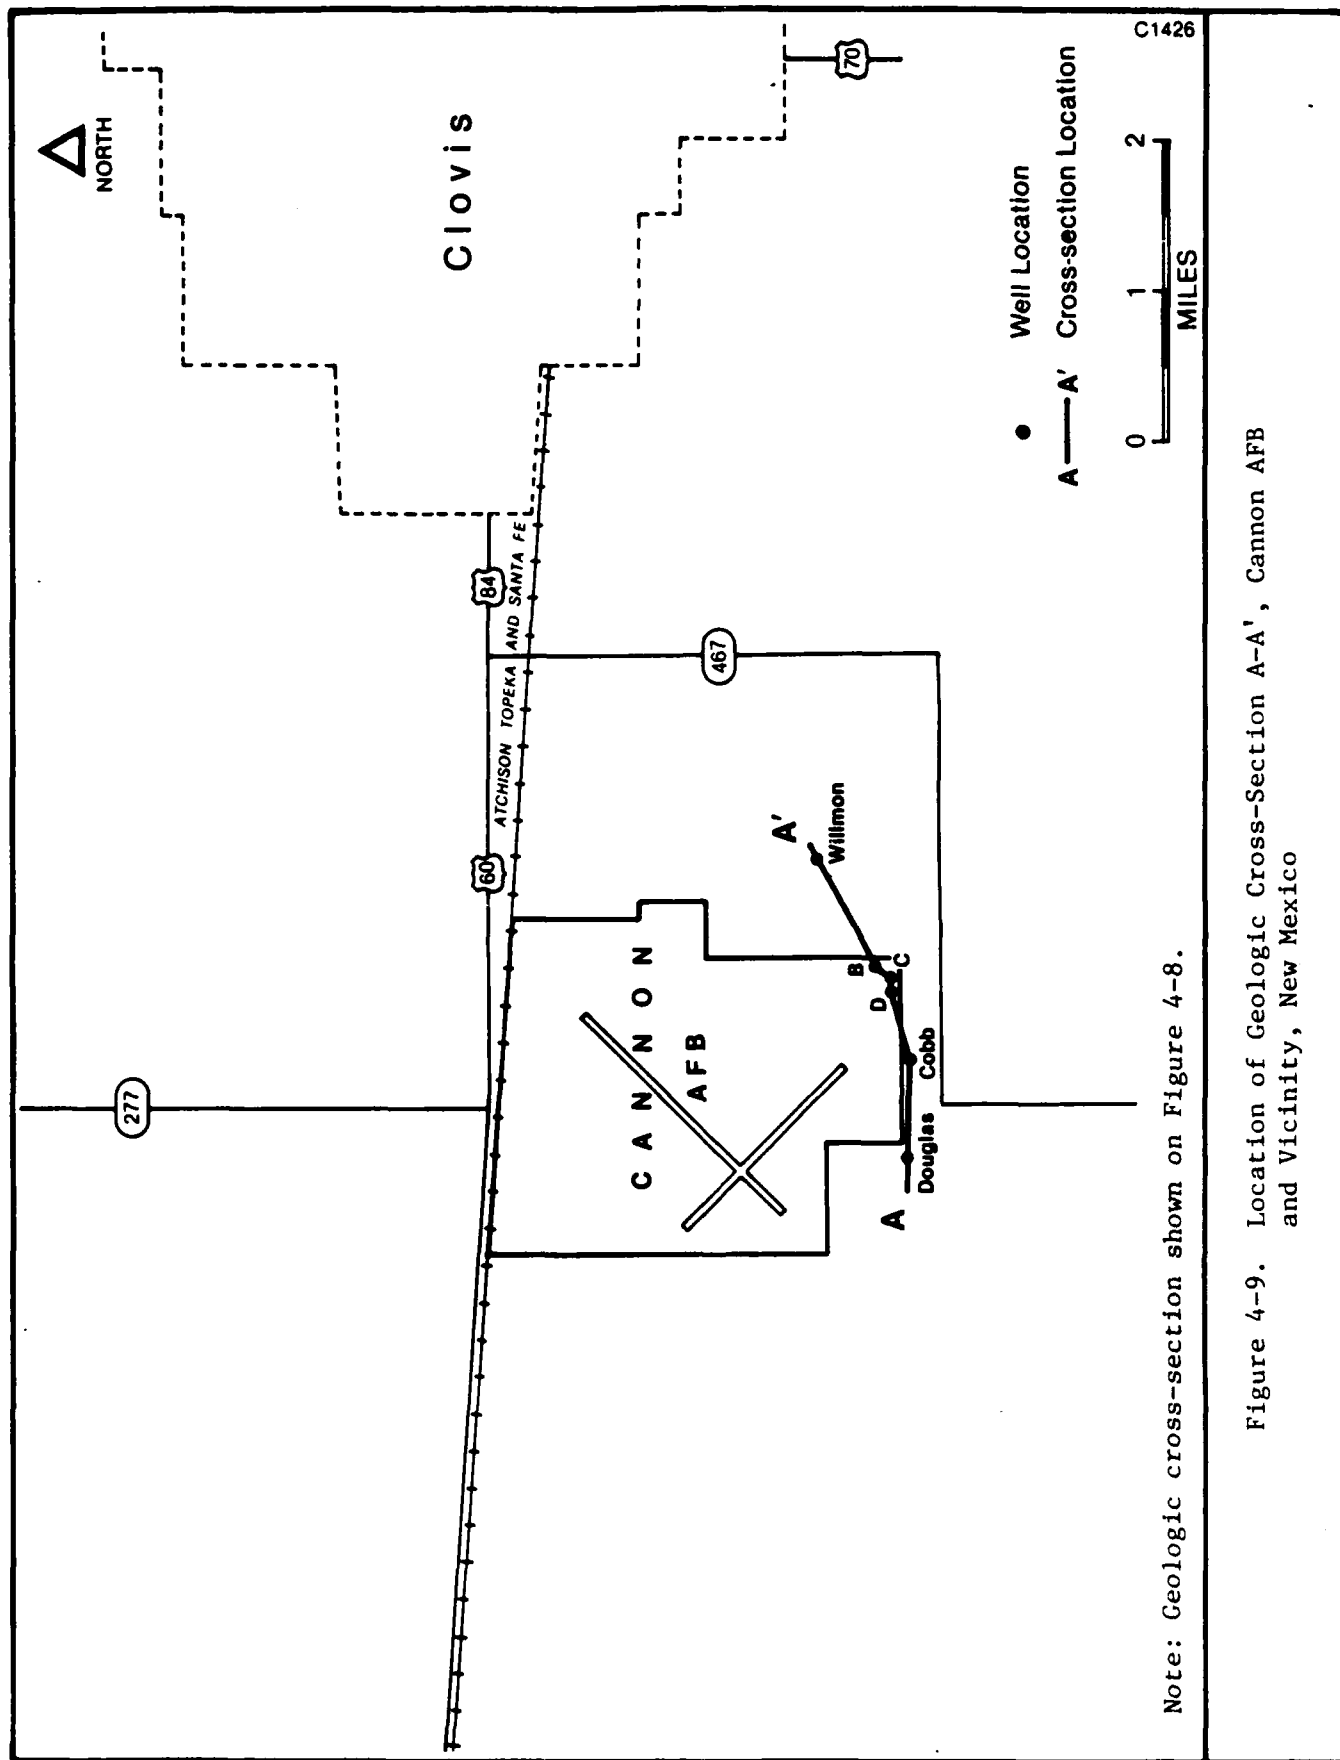 C1426
NORTH
Clovis
70
277
60
84
ATCHISON TOPEKA AND SANTA FE
467
CANNON
AFB
A'
Willmon
B
C
D
Cobb
Douglas
A
Well Location
A A' Cross-section Location
0 1 2
MILES
Note: Geologic cross-section shown on Figure 4-8.
Figure 4-9. Location of Geologic Cross-Section A-A', Cannon AFB
and Vicinity, New Mexico